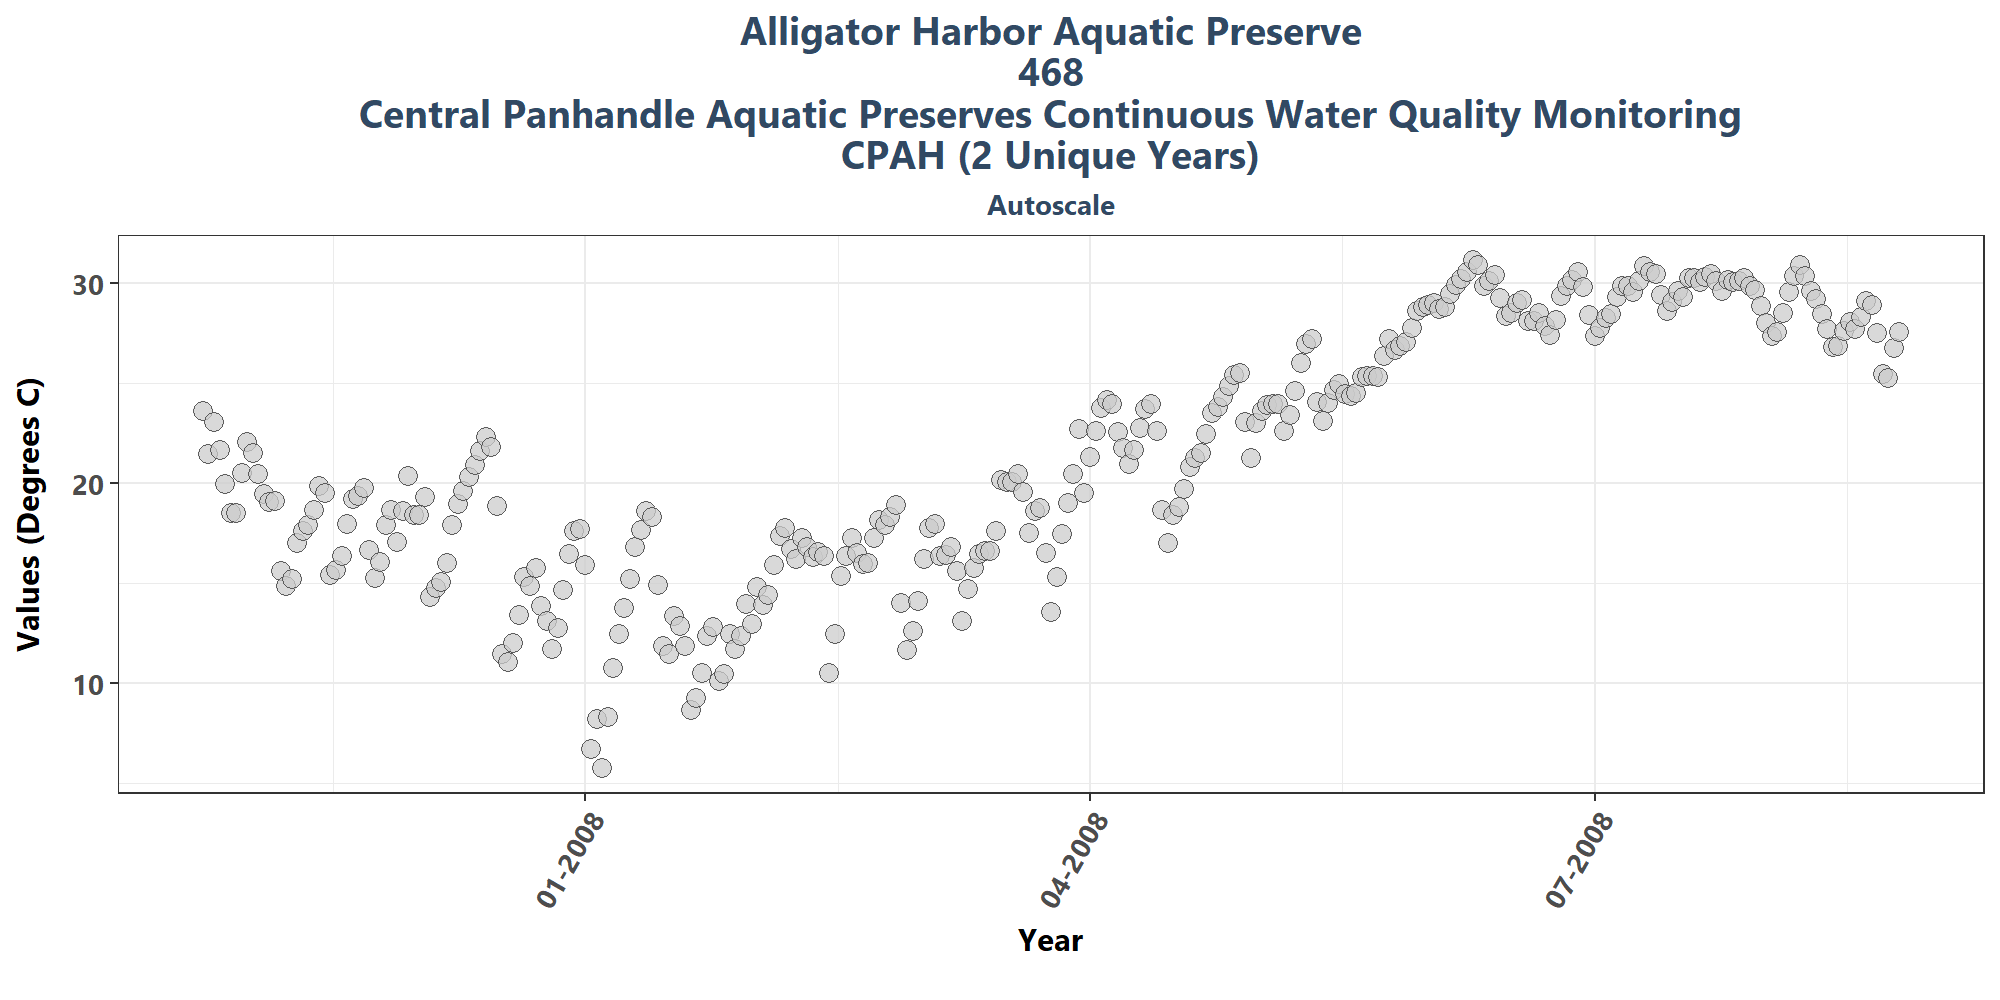 Alligator Harbor Aquatic Preserve
468
Central Panhandle Aquatic Preserves Continuous Water Quality Monitoring
CPAH (2 Unique Years)
Autoscale
Values (Degrees C)
30
20
10
01-2008
04-2008
07-2008
Year